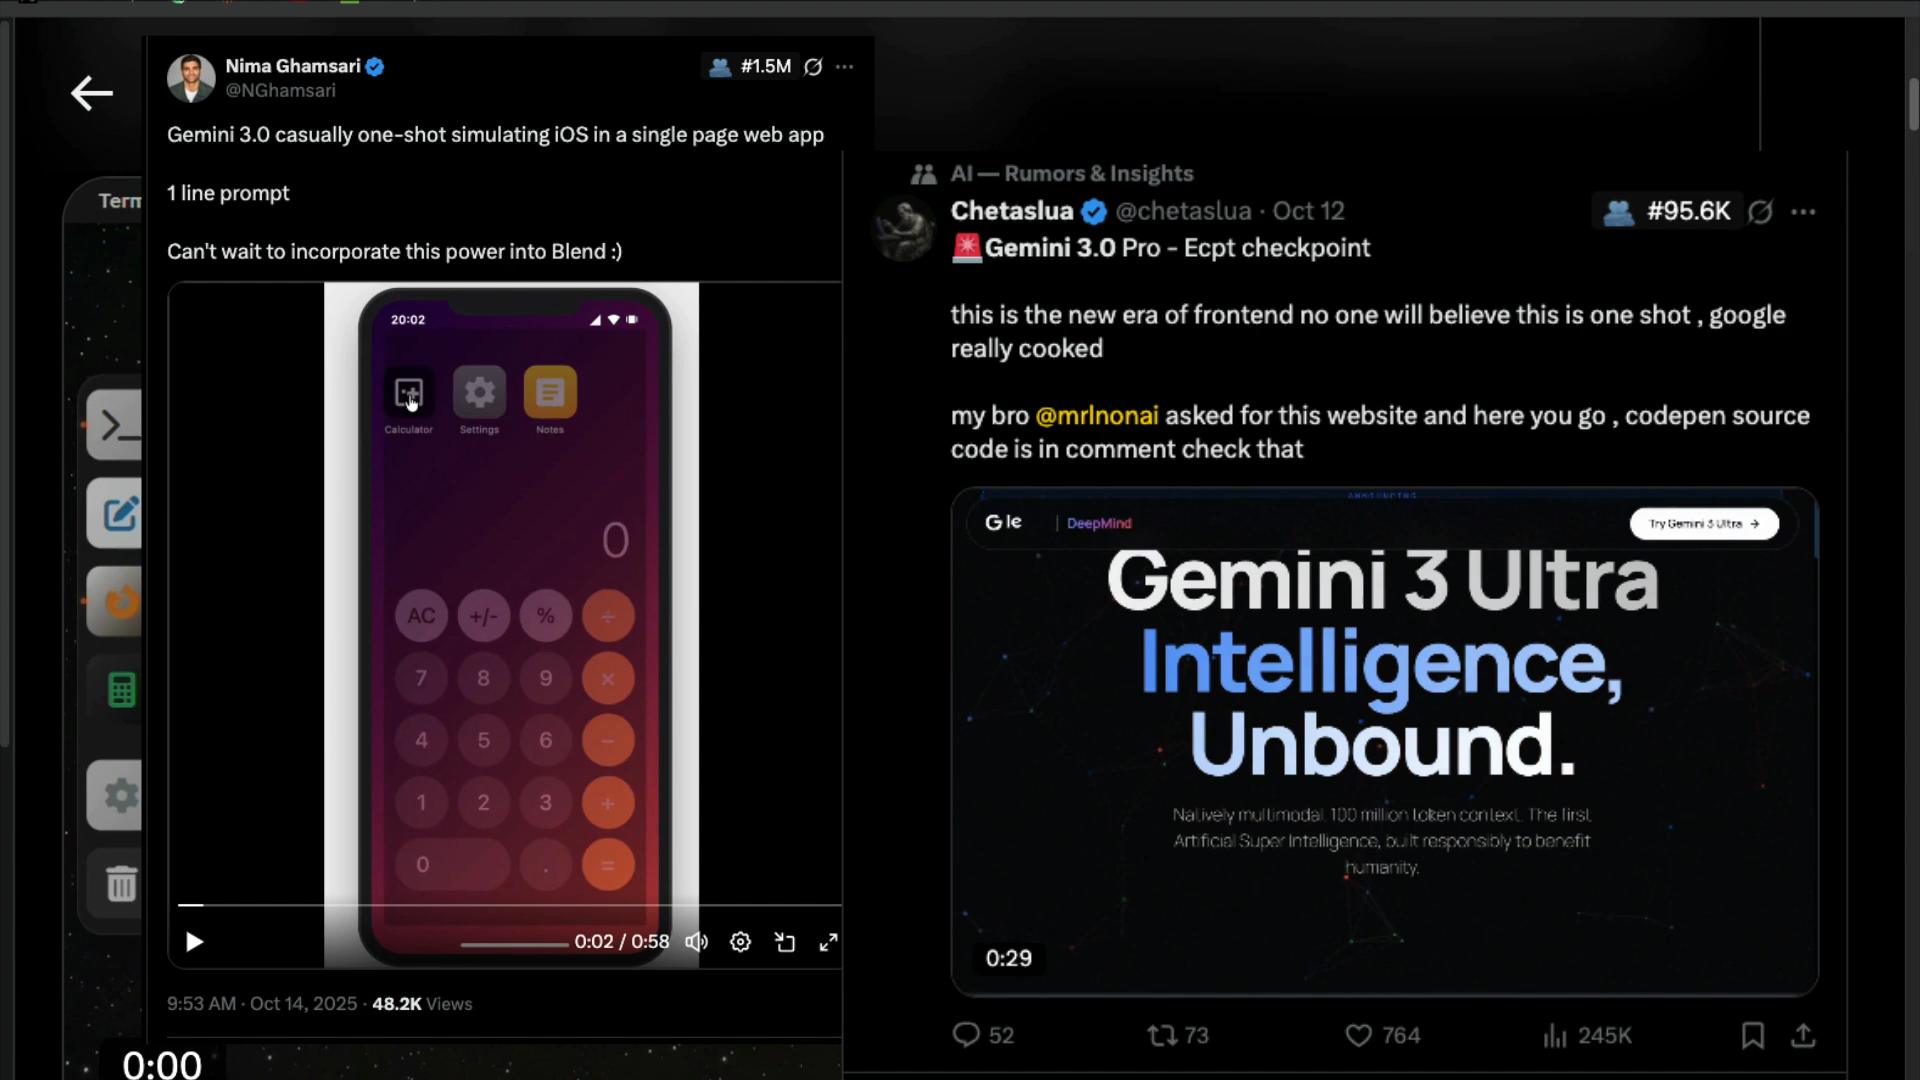 Nima Ghamsari
#1.5M
@NGhamsari
Gemini 3.0 casually one-shot simulating iOS in a single page web app
1 line prompt
Can't wait to incorporate this power into Blend :)
20:02
Calculator
Settings
Notes
0
AC
+/-
%
÷
7
8
9
×
4
5
6
−
1
2
3
+
0
.
=
0:02 / 0:58
9:53 AM · Oct 14, 2025 · 48.2K Views
Term
0:00
AI — Rumors & Insights
Chetaslua @chetaslua · Oct 12
#95.6K
🚨Gemini 3.0 Pro - Ecpt checkpoint
this is the new era of frontend no one will believe this is one shot , google
really cooked
my bro @mrlnonai asked for this website and here you go , codepen source
code is in comment check that
ANNOUNCING
G le | DeepMind
Try Gemini 3 Ultra →
Gemini 3 Ultra
Intelligence,
Unbound.
Natively multimodal. 100 million token context. The first
Artificial Super Intelligence, built responsibly to benefit
humanity.
0:29
52
73
764
245K